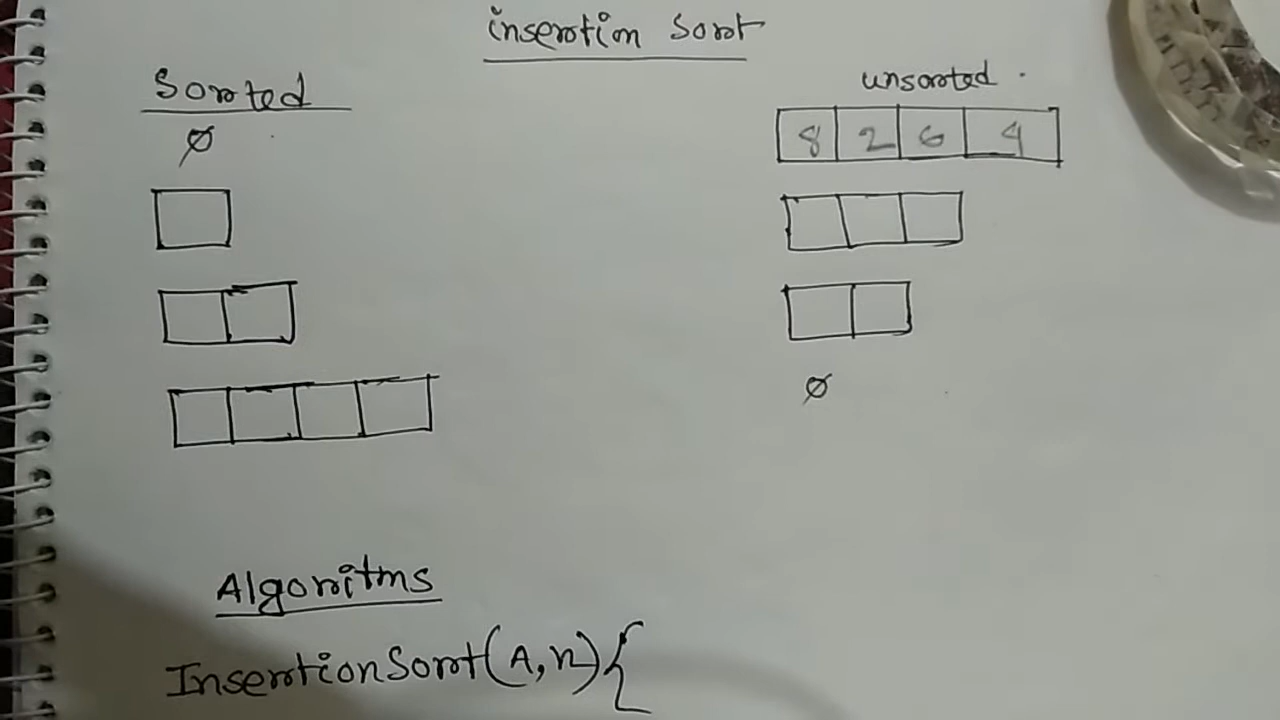 insertion Sort
Sorted
unsorted
Ø
8 2 6 4
Ø
Algoritms
InsertionSort(A,n){